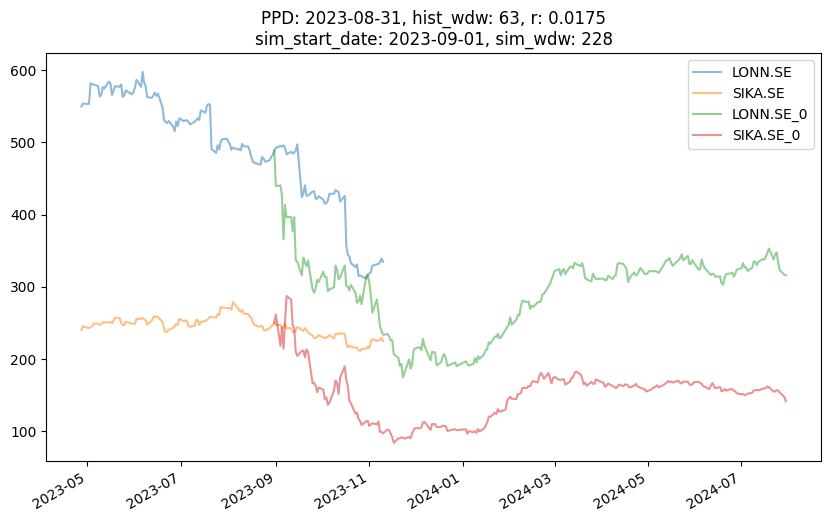 PPD: 2023-08-31, hist_wdw: 63, r: 0.0175
sim_start_date: 2023-09-01, sim_wdw: 228
LONN.SE
SIKA.SE
LONN.SE_0
SIKA.SE_0
600
500
400
300
200
100
2023-05
2023-07
2023-09
2023-11
2024-01
2024-03
2024-05
2024-07